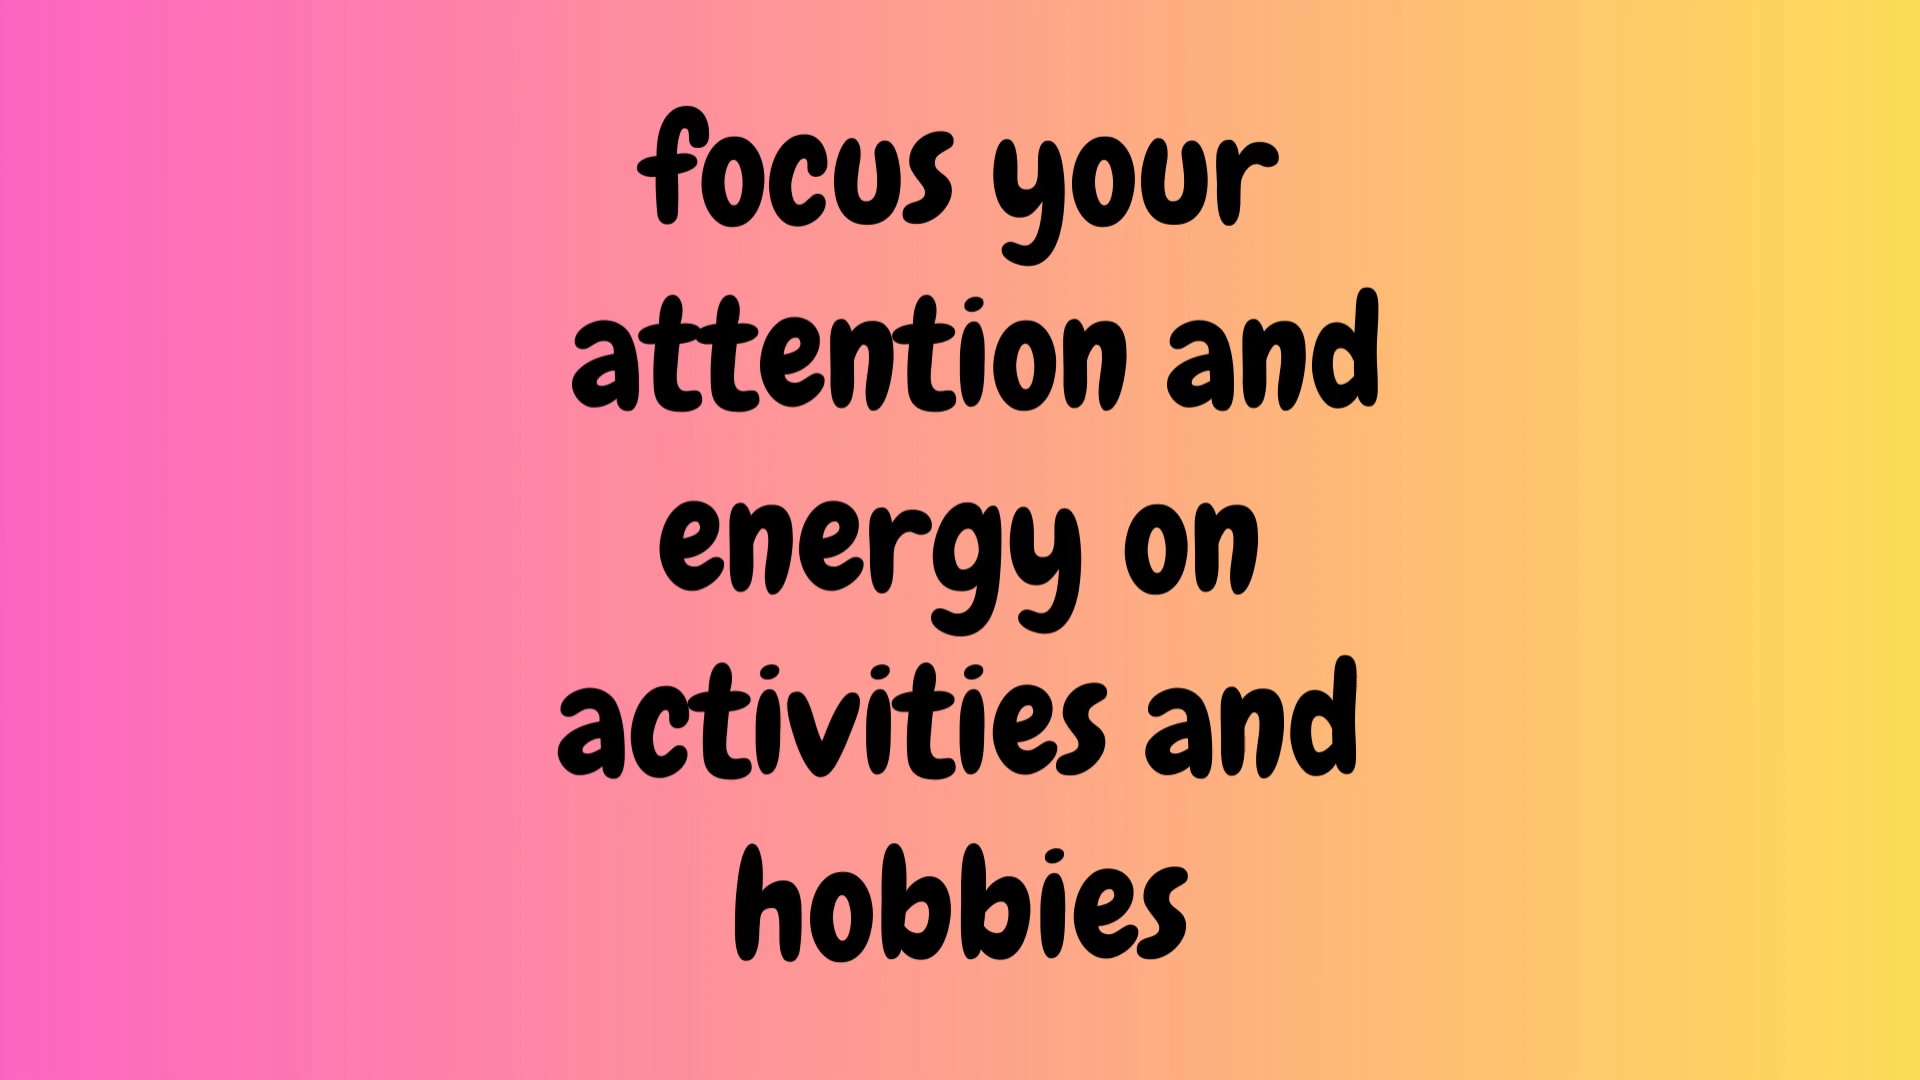 focus your
attention and
energy on
activities and
hobbies